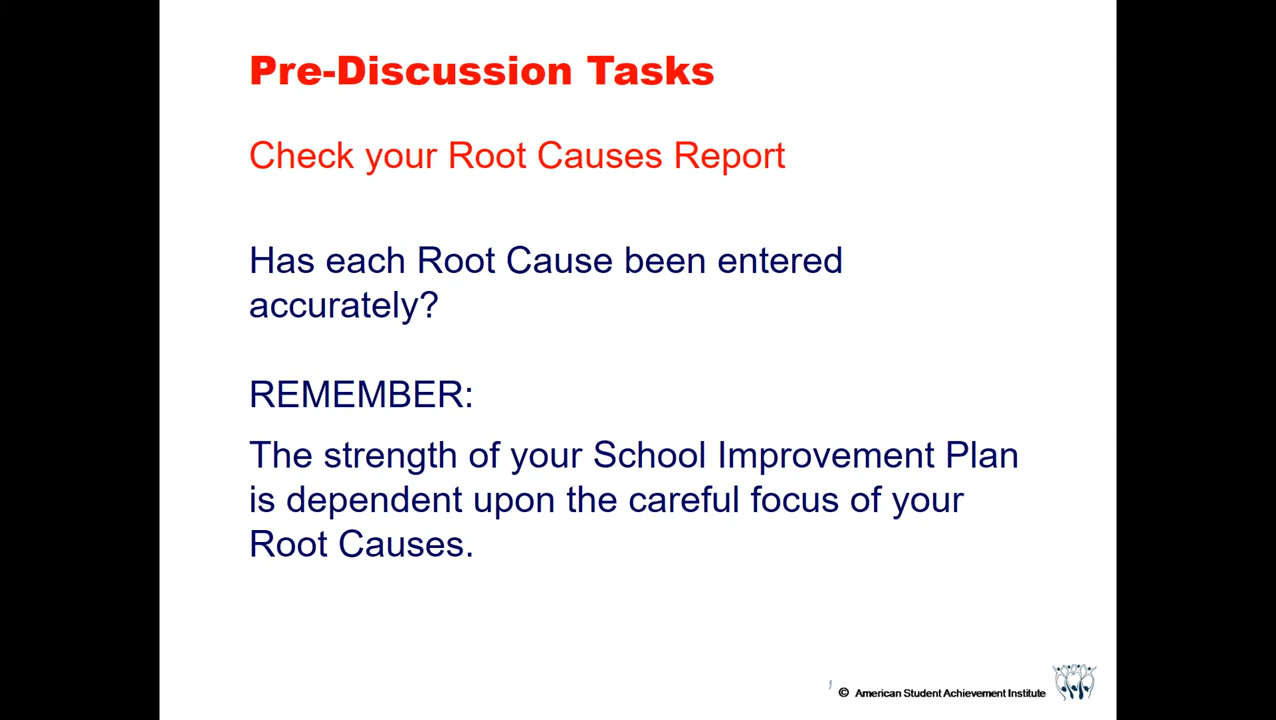 Pre-Discussion Tasks
Check your Root Causes Report
Has each Root Cause been entered
accurately?
REMEMBER:
The strength of your School Improvement Plan
is dependent upon the careful focus of your
Root Causes.
© American Student Achievement Institute